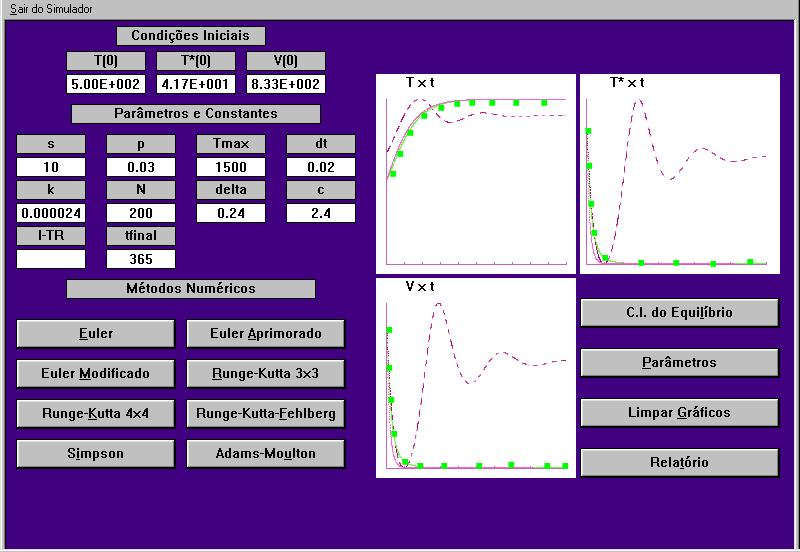 Sair do Simulador
Condições Iniciais
T(0) T*(0) V(0)
5.00E+002 4.17E+001 8.33E+002
Parâmetros e Constantes
s p Tmax dt
10 0.03 1500 0.02
k N delta c
0.000024 200 0.24 2.4
I-TR tfinal
365
Métodos Numéricos
Euler Euler Aprimorado
Euler Modificado Runge-Kutta 3x3
Runge-Kutta 4x4 Runge-Kutta-Fehlberg
Simpson Adams-Moulton
T x t
T* x t
V x t
C.I. do Equilíbrio
Parâmetros
Limpar Gráficos
Relatório